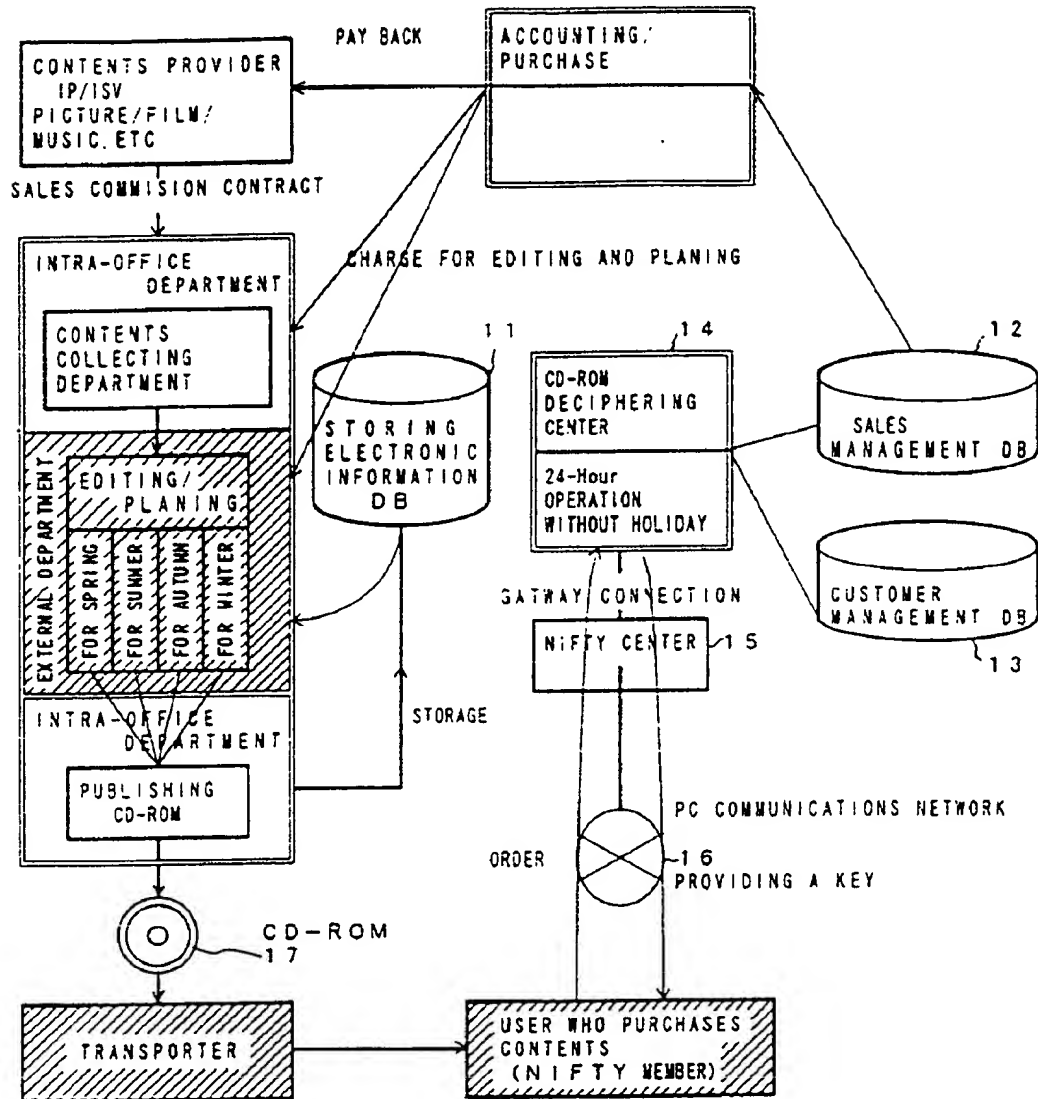 PAY BACK
ACCOUNTING/
PURCHASE
CONTENTS PROVIDER
IP/ISV
PICTURE/FILM/
MUSIC.ETC
SALES COMMISION CONTRACT
INTRA-OFFICE
DEPARTMENT
CHARGE FOR EDITING AND PLANING
CONTENTS
COLLECTING
DEPARTMENT
11
STORING
ELECTRONIC
INFORMATION
DB
14
CD-ROM
DECIPHERING
CENTER
24-Hour
OPERATION
WITHOUT HOLIDAY
12
SALES
MANAGEMENT DB
EXTERNAL DEPARTMENT
EDITING/
PLANING
FOR SPRING
FOR SUMMER
FOR AUTUMN
FOR WINTER
GATWAY CONNECTION
NIFTY CENTER
15
CUSTOMER
MANAGEMENT DB
13
INTRA-OFFICE
DEPARTMENT
STORAGE
PUBLISHING
CD-ROM
PC COMMUNICATIONS NETWORK
ORDER
16
PROVIDING A KEY
CD-ROM
17
TRANSPORTER
USER WHO PURCHASES
CONTENTS
(NIFTY MEMBER)